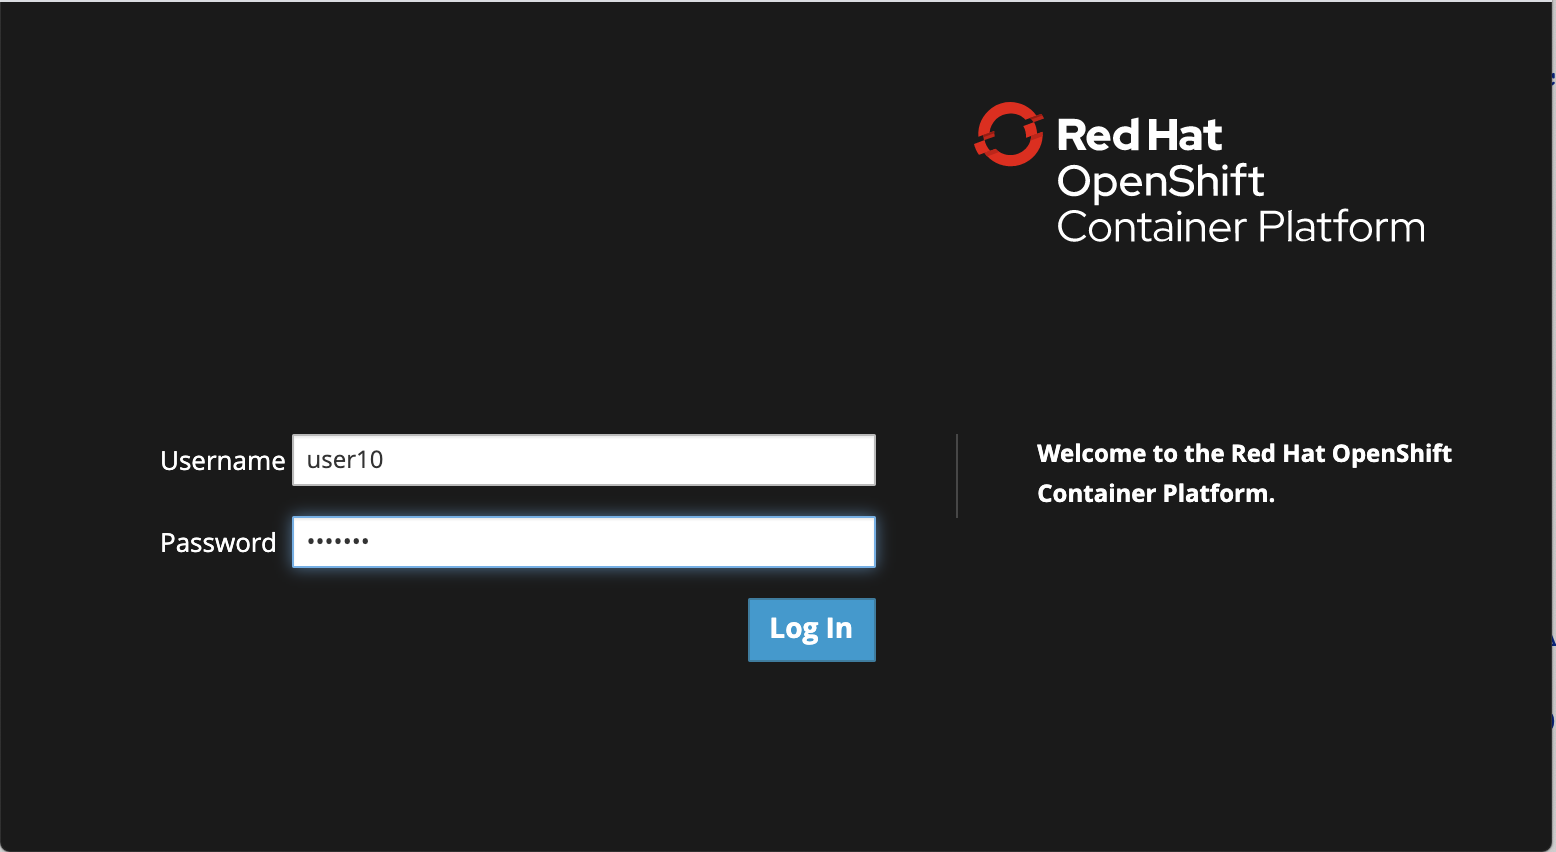 Red Hat
OpenShift
Container Platform
Username user10
Password •••••••
Log In
Welcome to the Red Hat OpenShift
Container Platform.